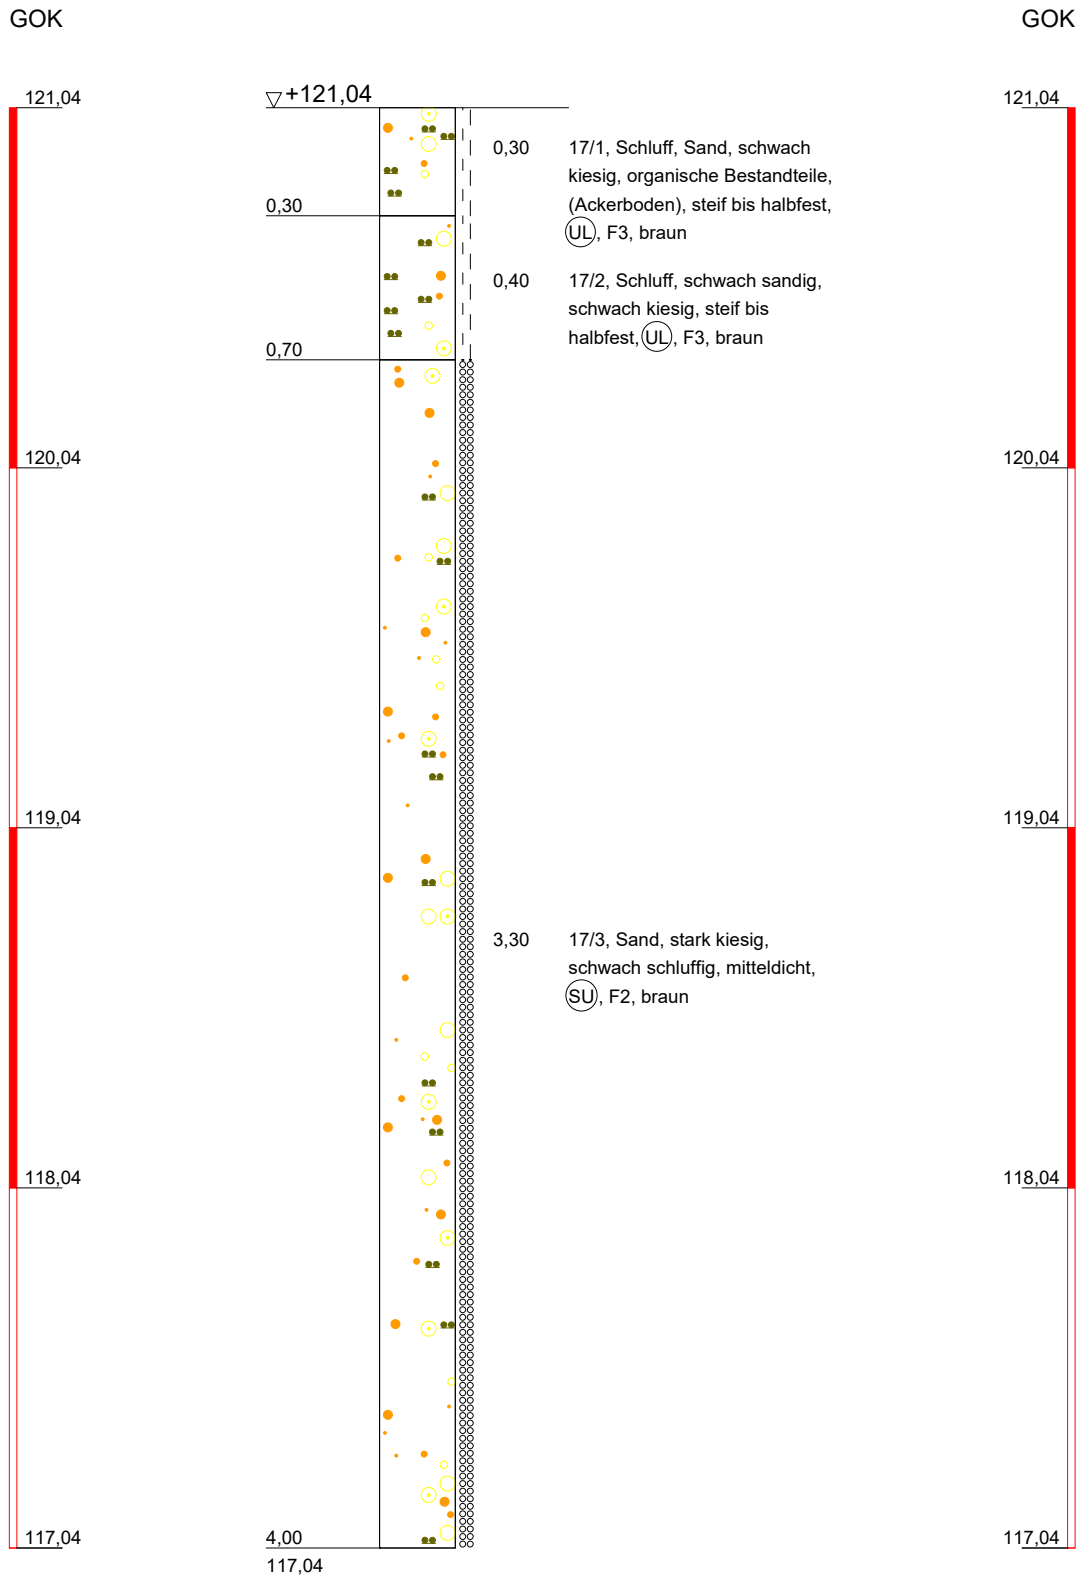 GOK
GOK
121,04
+121,04
121,04
0,30
17/1, Schluff, Sand, schwach
kiesig, organische Bestandteile,
(Ackerboden), steif bis halbfest,
UL, F3, braun
0,30
0,40
17/2, Schluff, schwach sandig,
schwach kiesig, steif bis
halbfest, UL, F3, braun
0,70
120,04
120,04
119,04
119,04
3,30
17/3, Sand, stark kiesig,
schwach schluffig, mitteldicht,
SU, F2, braun
118,04
118,04
117,04
4,00
117,04
117,04